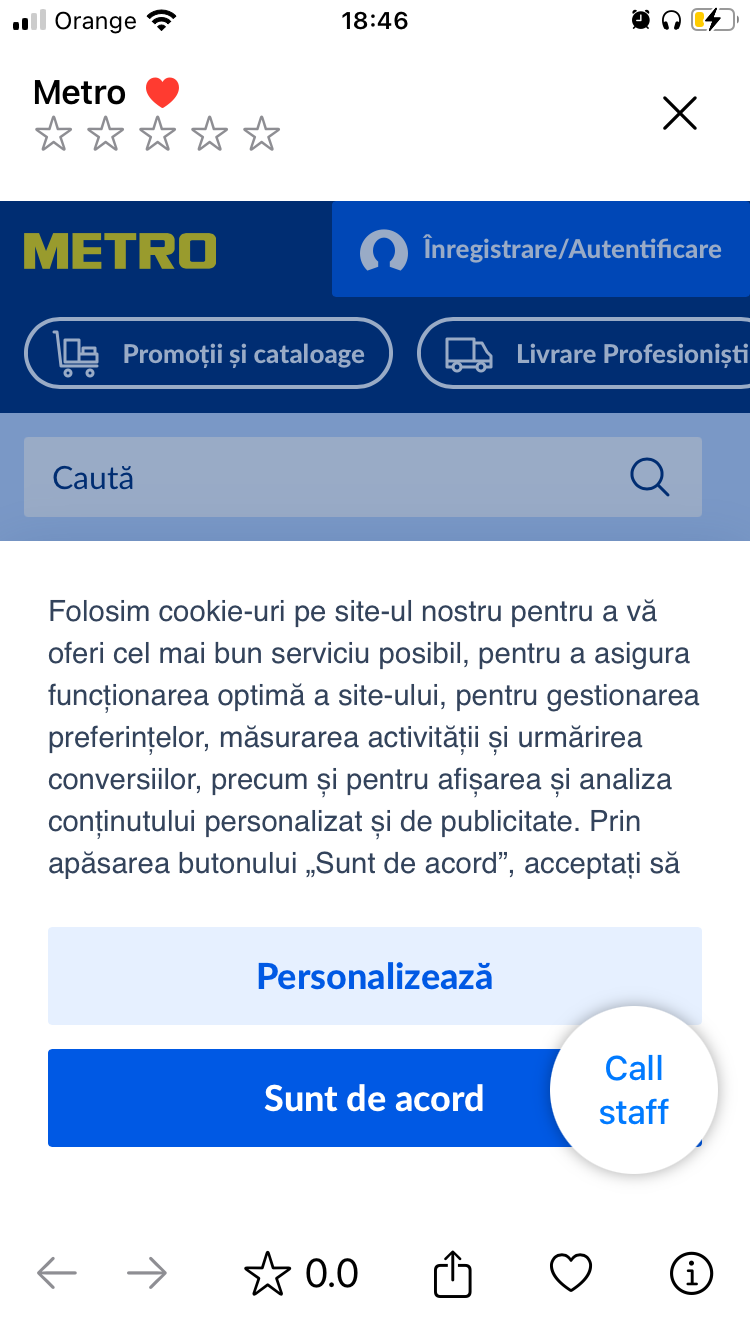 Orange
18:46
Metro
METRO
Înregistrare/Autentificare
Promoții și cataloage
Livrare Profesioniști
Caută
Folosim cookie-uri pe site-ul nostru pentru a vă
oferi cel mai bun serviciu posibil, pentru a asigura
funcționarea optimă a site-ului, pentru gestionarea
preferințelor, măsurarea activității și urmărirea
conversiilor, precum și pentru afișarea și analiza
conținutului personalizat și de publicitate. Prin
apăsarea butonului „Sunt de acord”, acceptați să
Personalizează
Sunt de acord
Call
staff
0.0